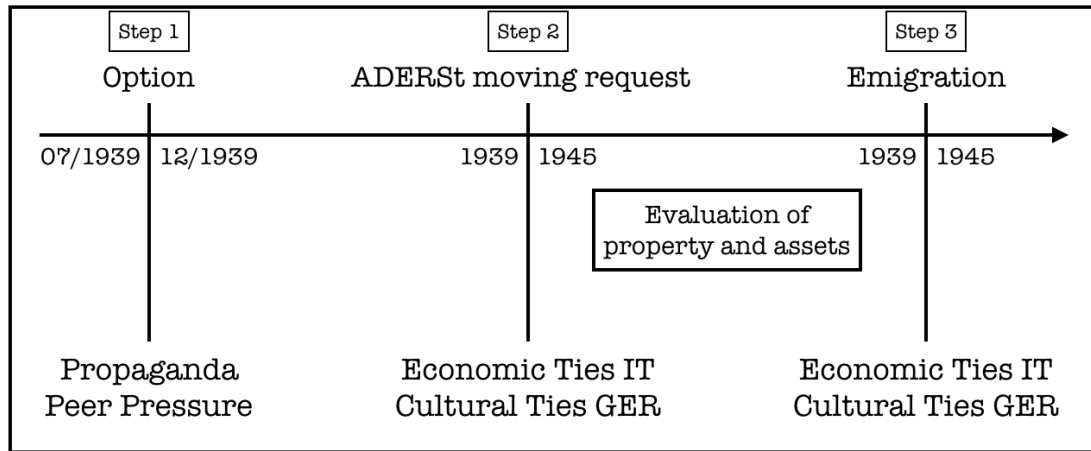 Step 1
Step 2
Step 3
Option
ADERSt moving request
Emigration
07/1939
12/1939
1939
1945
1939
1945
Evaluation of
property and assets
Propaganda
Peer Pressure
Economic Ties IT
Cultural Ties GER
Economic Ties IT
Cultural Ties GER